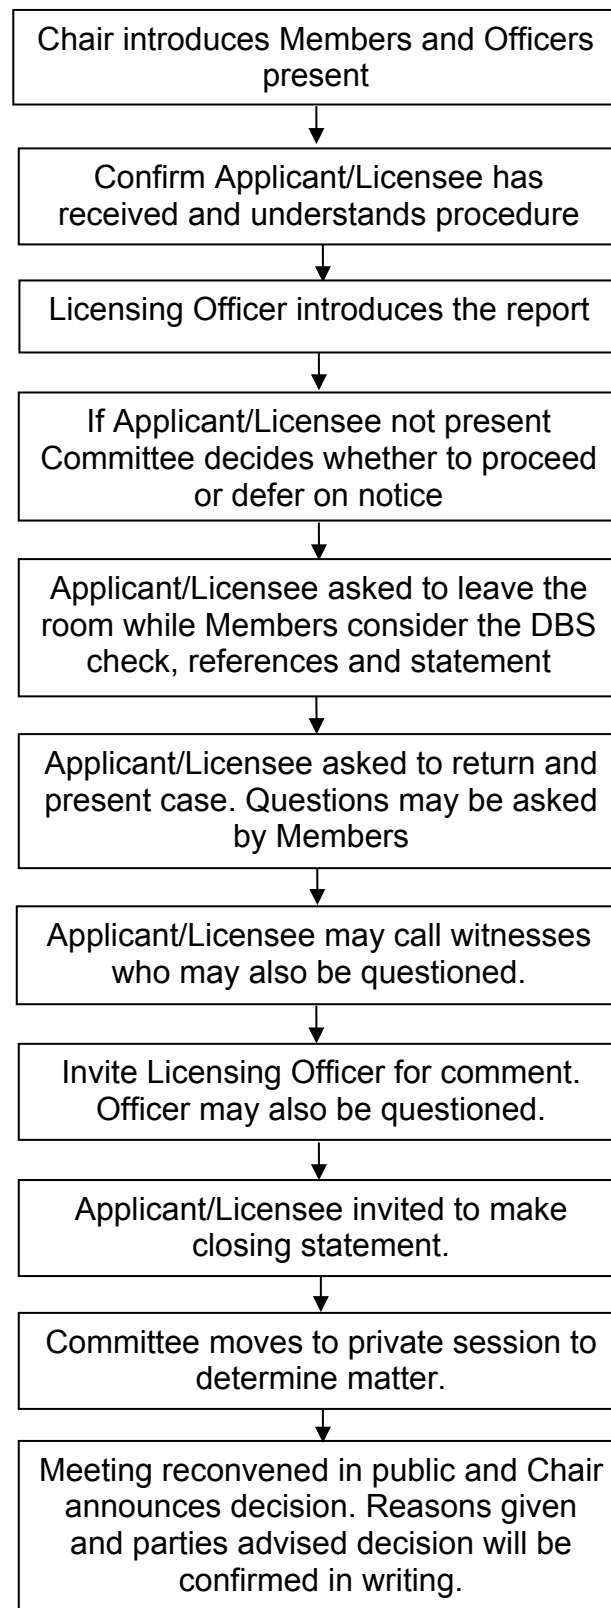 Chair introduces Members and Officers
present
Confirm Applicant/Licensee has
received and understands procedure
Licensing Officer introduces the report
If Applicant/Licensee not present
Committee decides whether to proceed
or defer on notice
Applicant/Licensee asked to leave the
room while Members consider the DBS
check, references and statement
Applicant/Licensee asked to return and
present case. Questions may be asked
by Members
Applicant/Licensee may call witnesses
who may also be questioned.
Invite Licensing Officer for comment.
Officer may also be questioned.
Applicant/Licensee invited to make
closing statement.
Committee moves to private session to
determine matter.
Meeting reconvened in public and Chair
announces decision. Reasons given
and parties advised decision will be
confirmed in writing.